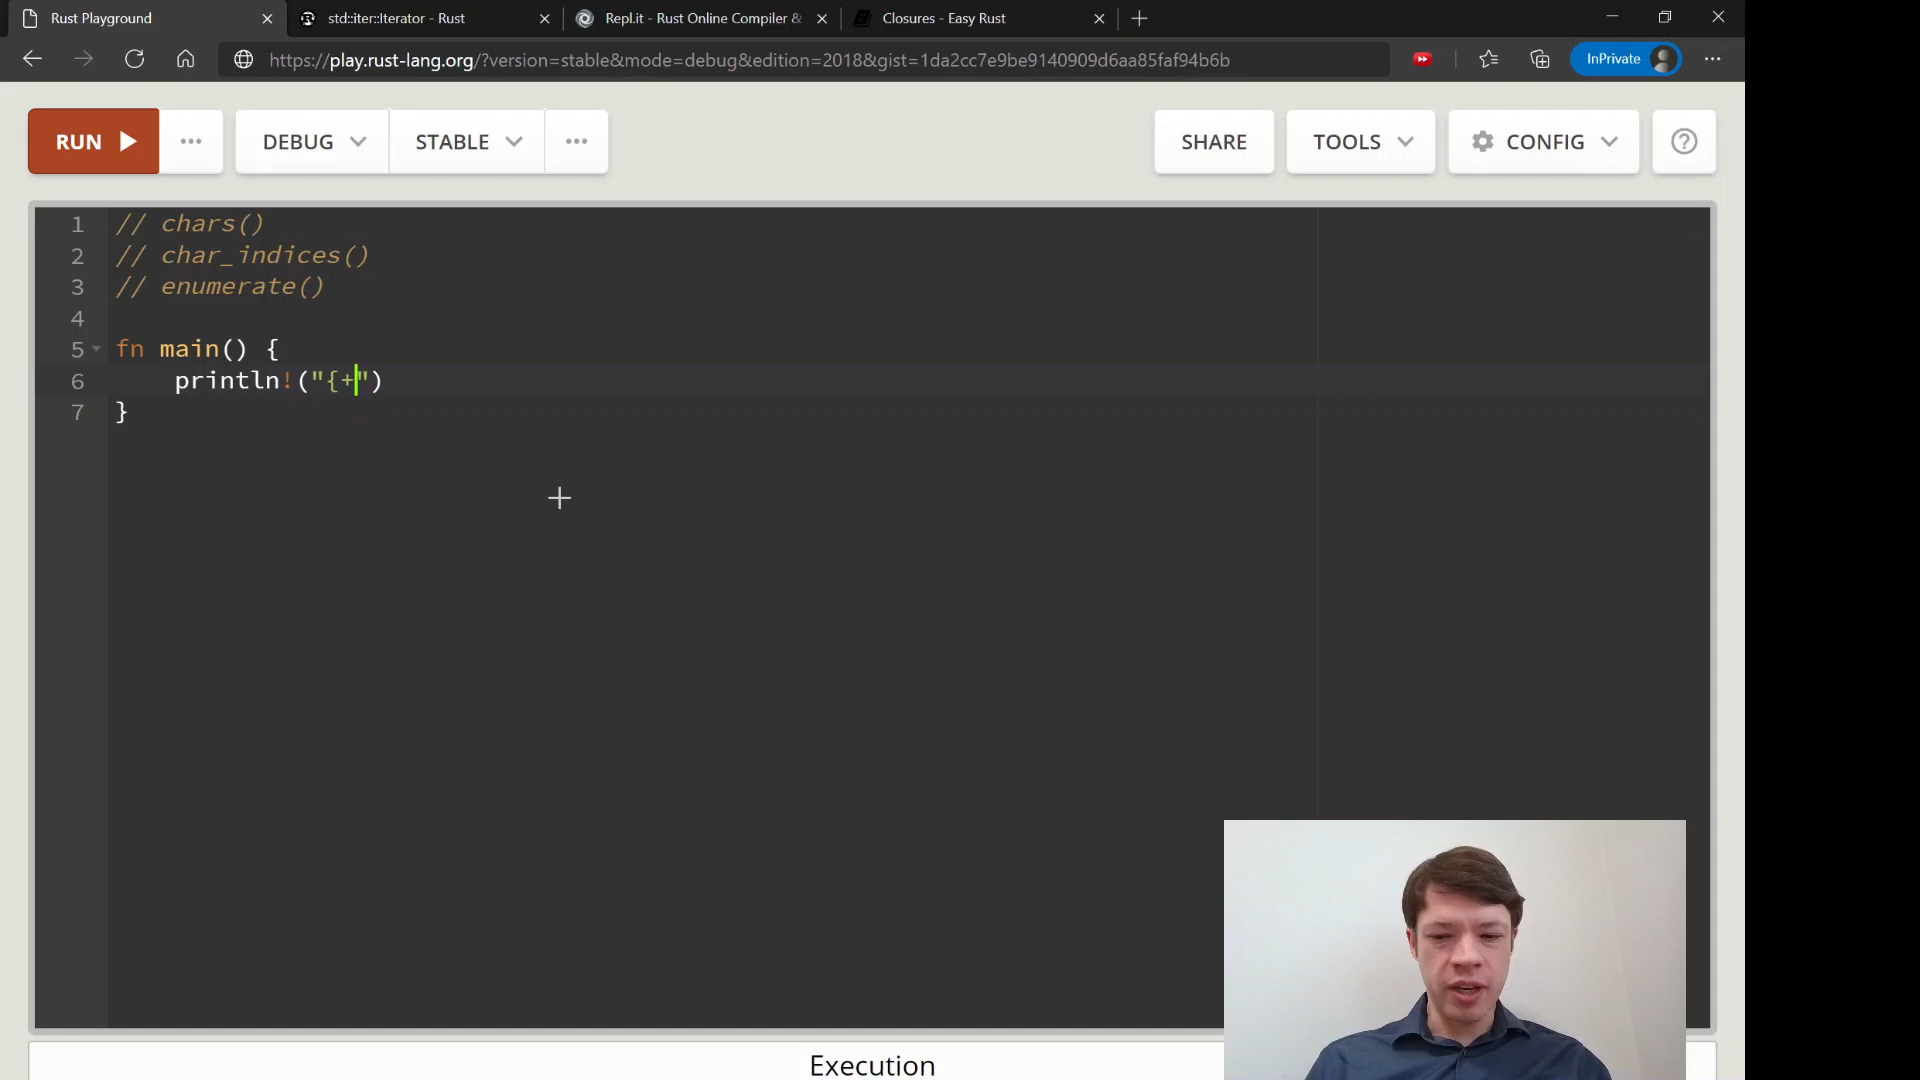 Rust Playground
std::iter::Iterator - Rust
Repl.it - Rust Online Compiler &
Closures - Easy Rust
https://play.rust-lang.org/?version=stable&mode=debug&edition=2018&gist=1da2cc7e9be9140909d6aa85faf94b6b
InPrivate
RUN
DEBUG
STABLE
SHARE
TOOLS
CONFIG
1 // chars()
2 // char_indices()
3 // enumerate()
4
5 fn main() {
6 println!("{+")
7 }
Execution